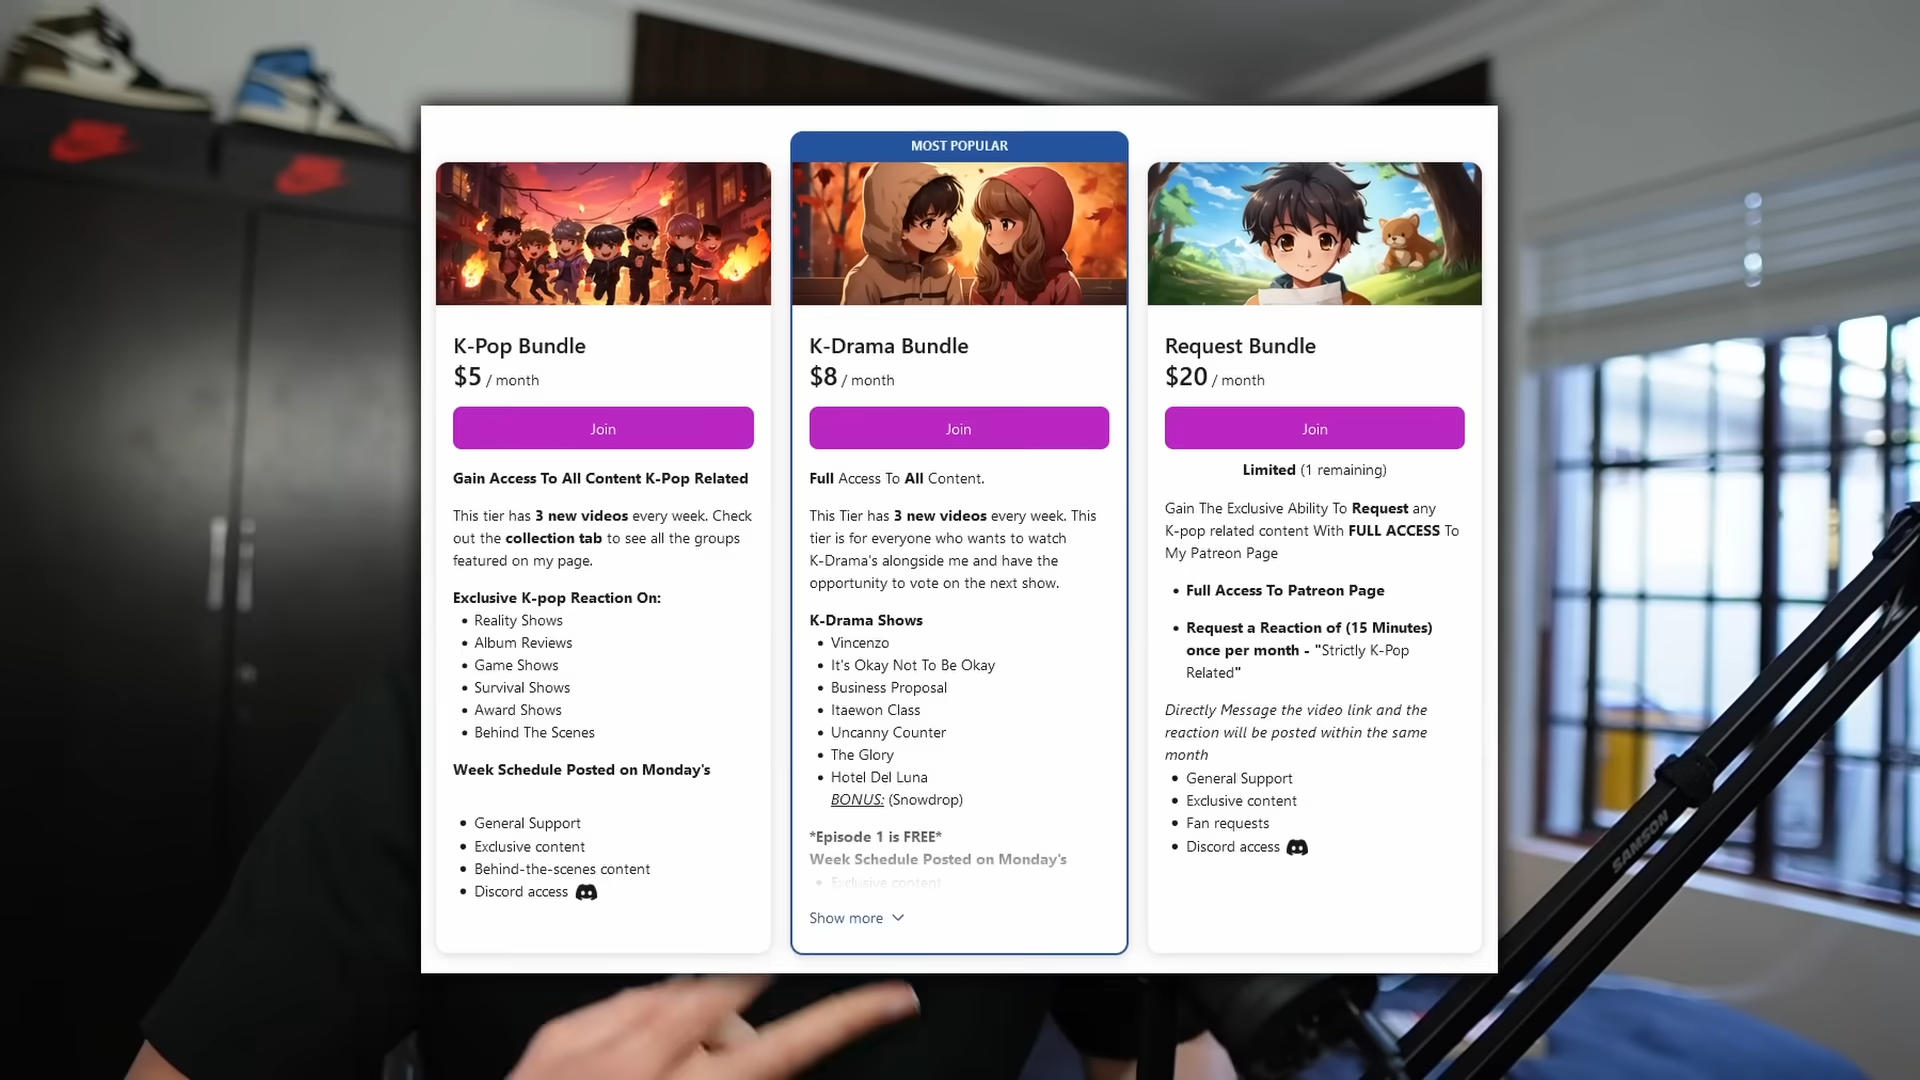 MOST POPULAR
K-Pop Bundle
$5 / month
Join
Gain Access To All Content K-Pop Related
This tier has 3 new videos every week. Check
out the collection tab to see all the groups
featured on my page.
Exclusive K-pop Reaction On:
• Reality Shows
• Album Reviews
• Game Shows
• Survival Shows
• Award Shows
• Behind The Scenes
Week Schedule Posted on Monday's
• General Support
• Exclusive content
• Behind-the-scenes content
• Discord access
K-Drama Bundle
$8 / month
Join
Full Access To All Content.
This Tier has 3 new videos every week. This
tier is for everyone who wants to watch
K-Drama's alongside me and have the
opportunity to vote on the next show.
K-Drama Shows
• Vincenzo
• It's Okay Not To Be Okay
• Business Proposal
• Itaewon Class
• Uncanny Counter
• The Glory
• Hotel Del Luna
BONUS: (Snowdrop)
*Episode 1 is FREE*
Week Schedule Posted on Monday's
• Exclusive content
Show more
Request Bundle
$20 / month
Join
Limited (1 remaining)
Gain The Exclusive Ability To Request any
K-pop related content With FULL ACCESS To
My Patreon Page
• Full Access To Patreon Page
• Request a Reaction of (15 Minutes)
once per month - "Strictly K-Pop
Related"
Directly Message the video link and the
reaction will be posted within the same
month
• General Support
• Exclusive content
• Fan requests
• Discord access
SAMSON